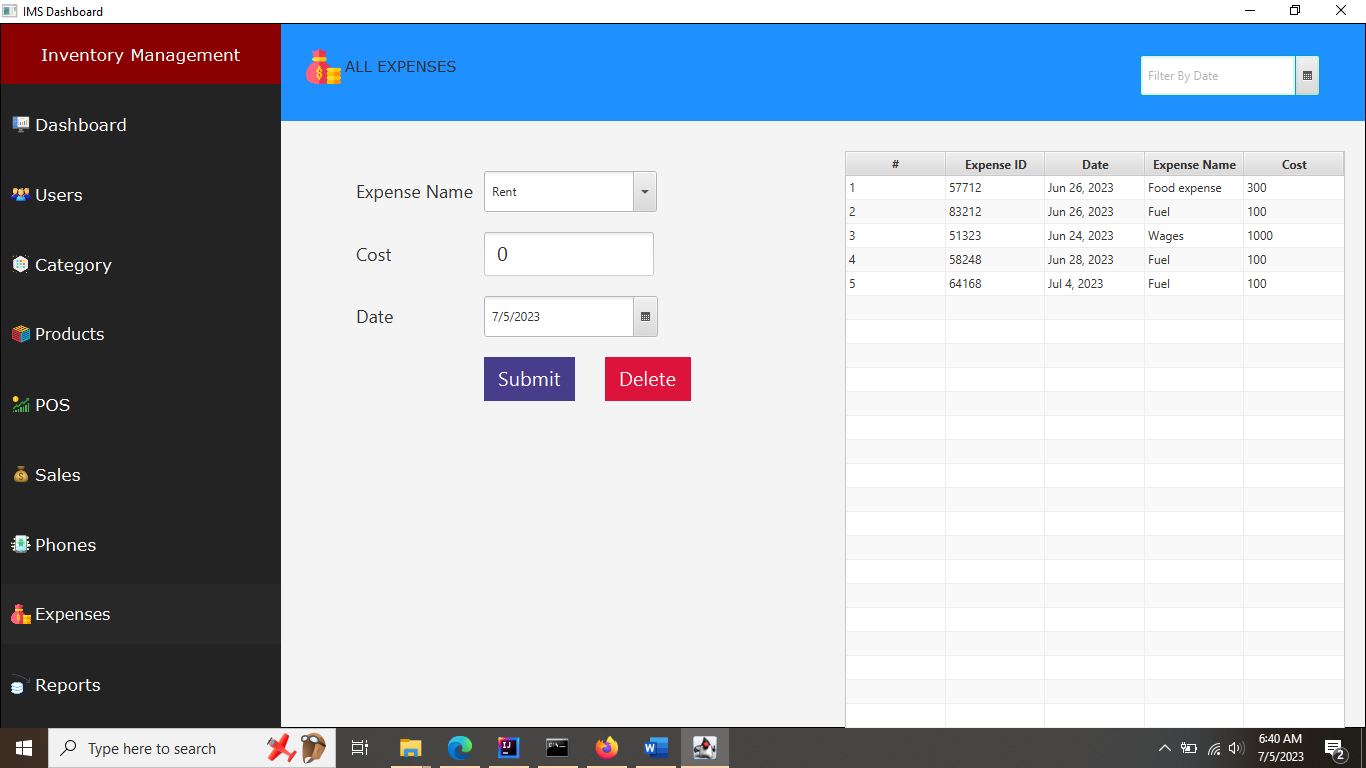 IMS Dashboard
Inventory Management
Dashboard
Users
Category
Products
POS
Sales
Phones
Expenses
Reports
ALL EXPENSES
Filter By Date
Expense Name Rent
Cost 0
Date 7/5/2023
Submit Delete
# Expense ID Date Expense Name Cost
1 57712 Jun 26, 2023 Food expense 300
2 83212 Jun 26, 2023 Fuel 100
3 51323 Jun 24, 2023 Wages 1000
4 58248 Jun 28, 2023 Fuel 100
5 64168 Jul 4, 2023 Fuel 100
Type here to search
6:40 AM
7/5/2023
2